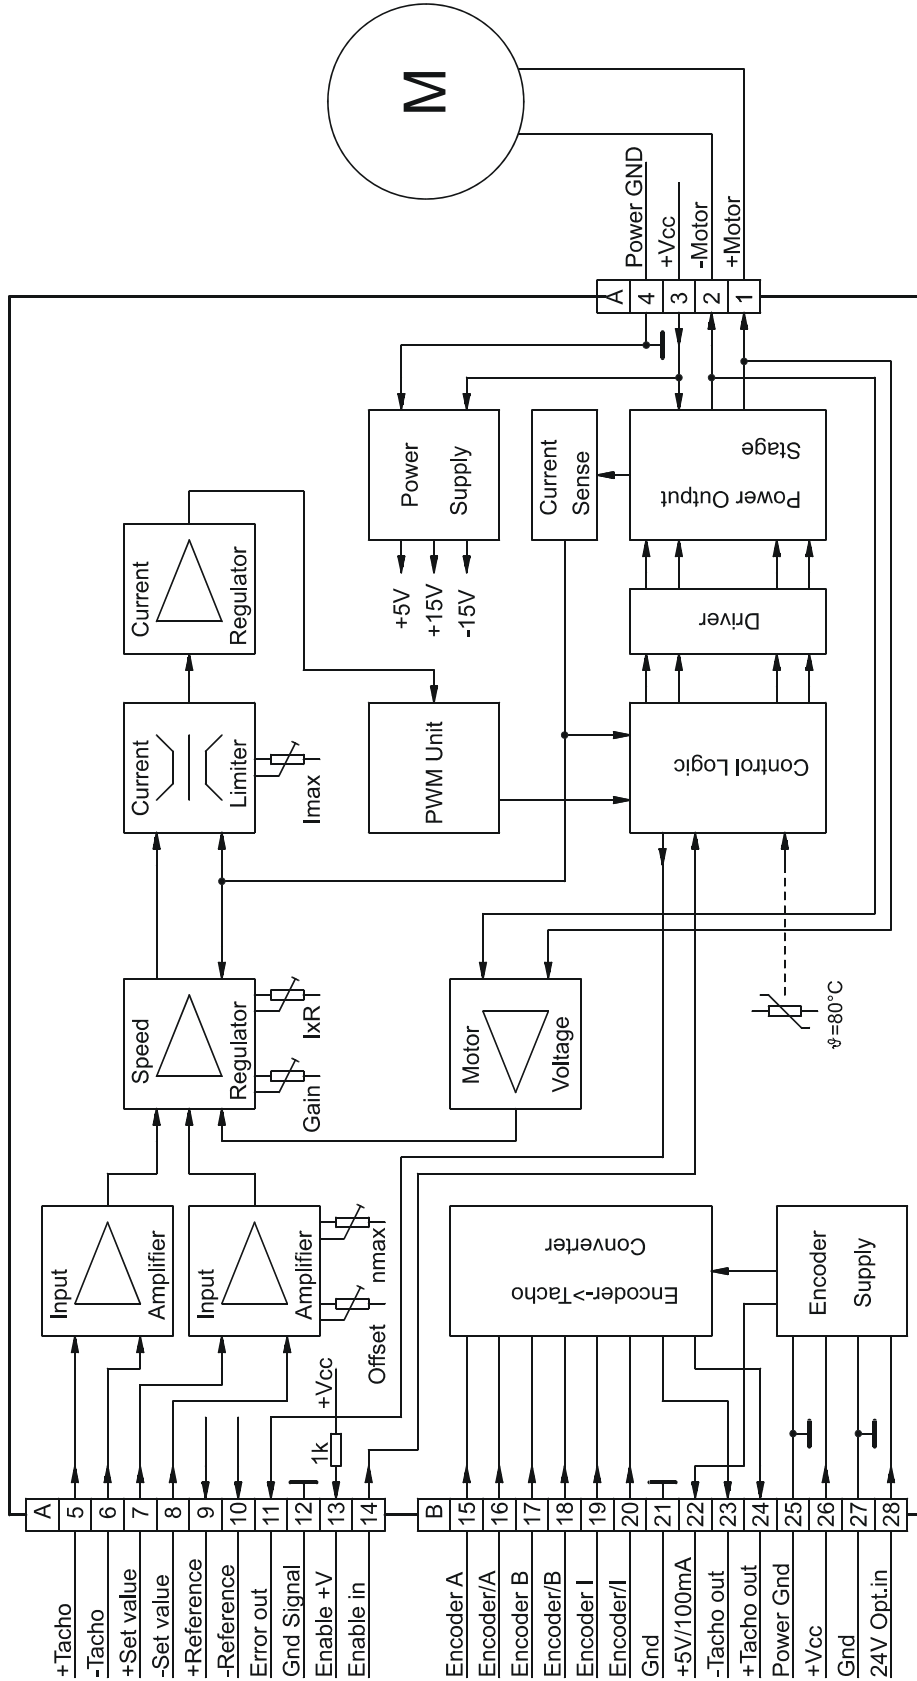 M
Power GND
+Vcc
-Motor
+Motor
A
4
3
2
1
Current
Regulator
Power
Supply
+5V
+15V
-15V
Current
Sense
Power Output
Stage
Driver
Current
Limiter
Imax
PWM Unit
Control Logic
Speed
Regulator
Gain
IxR
Motor
Voltage
ϑ=80°C
Input
Amplifier
Input
Amplifier
Offset
nmax
Encoder->Tacho
Converter
Encoder
Supply
+Vcc
1k
A
5
6
7
8
9
10
11
12
13
14
+Tacho
-Tacho
+Set value
-Set value
+Reference
-Reference
Error out
Gnd Signal
Enable +V
Enable in
B
15
16
17
18
19
20
21
22
23
24
25
26
27
28
Encoder A
Encoder/A
Encoder B
Encoder/B
Encoder I
Encoder/I
Gnd
+5V/100mA
-Tacho out
+Tacho out
Power Gnd
+Vcc
Gnd
24V Opt.in